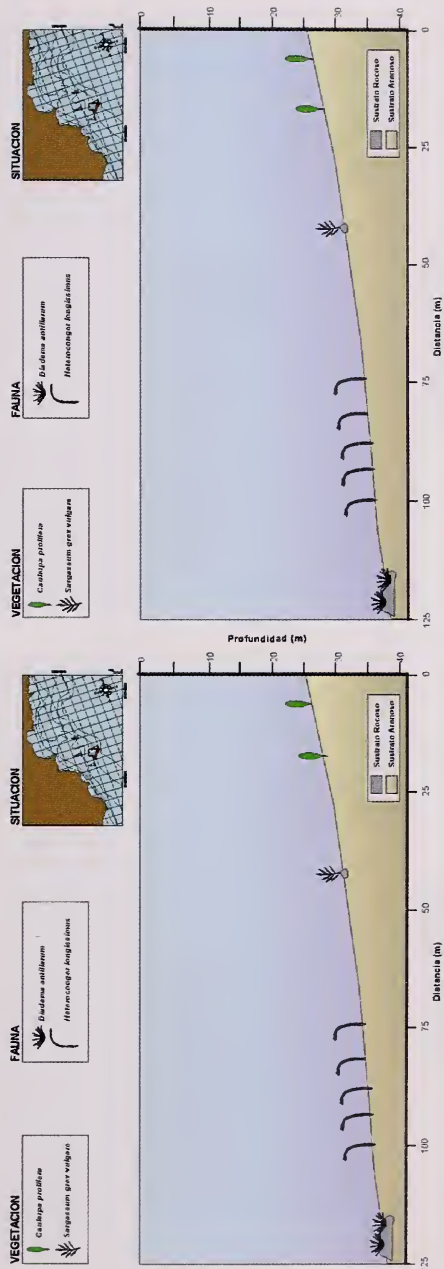 VEGETACION
Caulerpa prolifera
Sargassum grex vulgare
FAUNA
Diadema antillarum
Heteroconger longissimus
SITUACION
0
10
20
30
40
Sustrato Rocoso
Sustrato Arenoso
25 100 75 50 25 0
Distancia (m)
VEGETACION
Caulerpa prolifera
Sargassum grex vulgare
FAUNA
Diadema antillarum
Heteroconger longissimus
SITUACION
Profundidad (m)
0
10
20
30
40
Sustrato Rocoso
Sustrato Arenoso
125 100 75 50 25 0
Distancia (m)